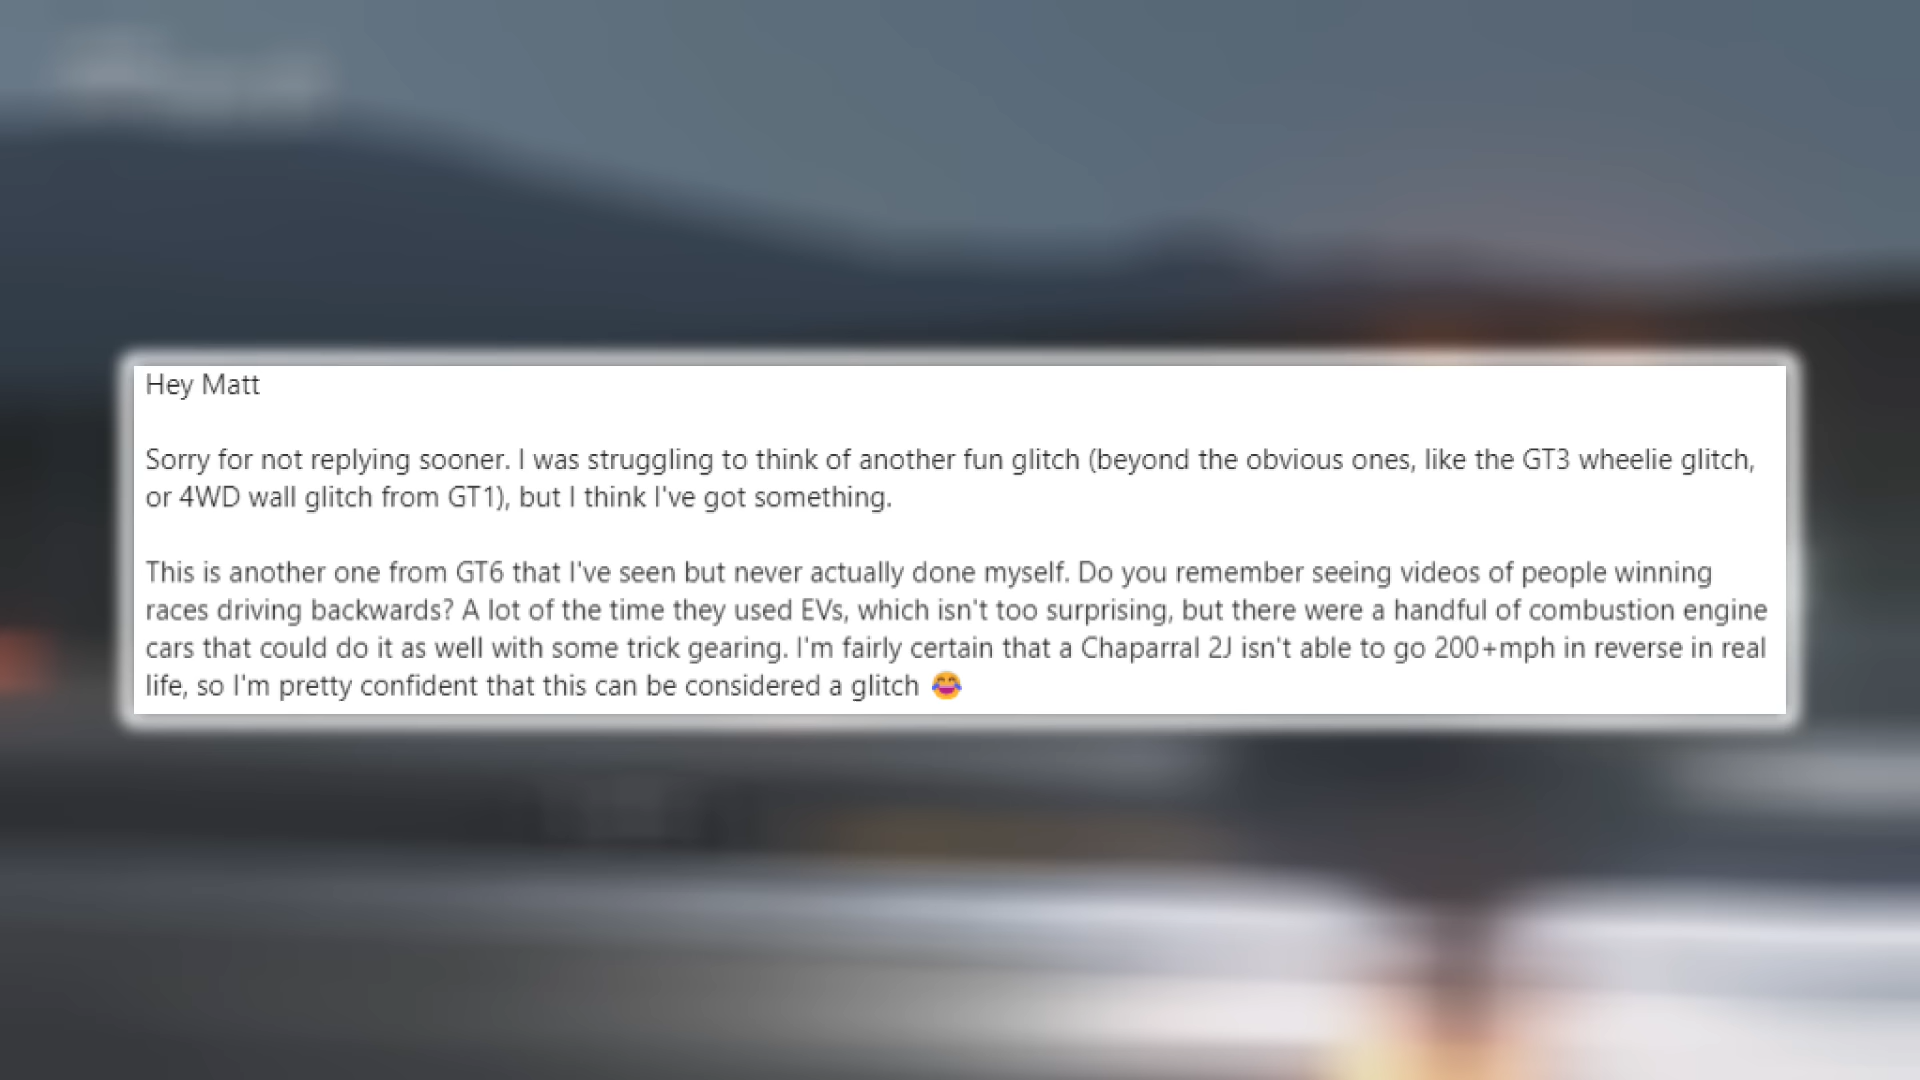 Hey Matt
Sorry for not replying sooner. I was struggling to think of another fun glitch (beyond the obvious ones, like the GT3 wheelie glitch,
or 4WD wall glitch from GT1), but I think I've got something.
This is another one from GT6 that I've seen but never actually done myself. Do you remember seeing videos of people winning
races driving backwards? A lot of the time they used EVs, which isn't too surprising, but there were a handful of combustion engine
cars that could do it as well with some trick gearing. I'm fairly certain that a Chaparral 2J isn't able to go 200+mph in reverse in real
life, so I'm pretty confident that this can be considered a glitch 😂